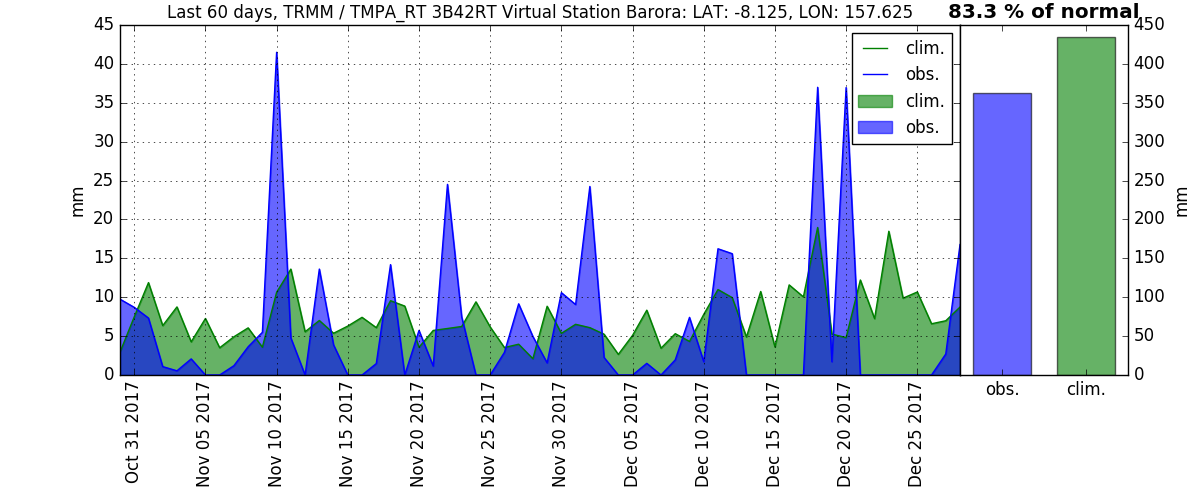 Last 60 days, TRMM / TMPA_RT 3B42RT Virtual Station Barora: LAT: -8.125, LON: 157.625
83.3 % of normal
45
40
35
30
25
20
15
10
5
0
mm
clim.
obs.
clim.
obs.
450
400
350
300
250
200
150
100
50
0
mm
Oct 31 2017
Nov 05 2017
Nov 10 2017
Nov 15 2017
Nov 20 2017
Nov 25 2017
Nov 30 2017
Dec 05 2017
Dec 10 2017
Dec 15 2017
Dec 20 2017
Dec 25 2017
obs.
clim.